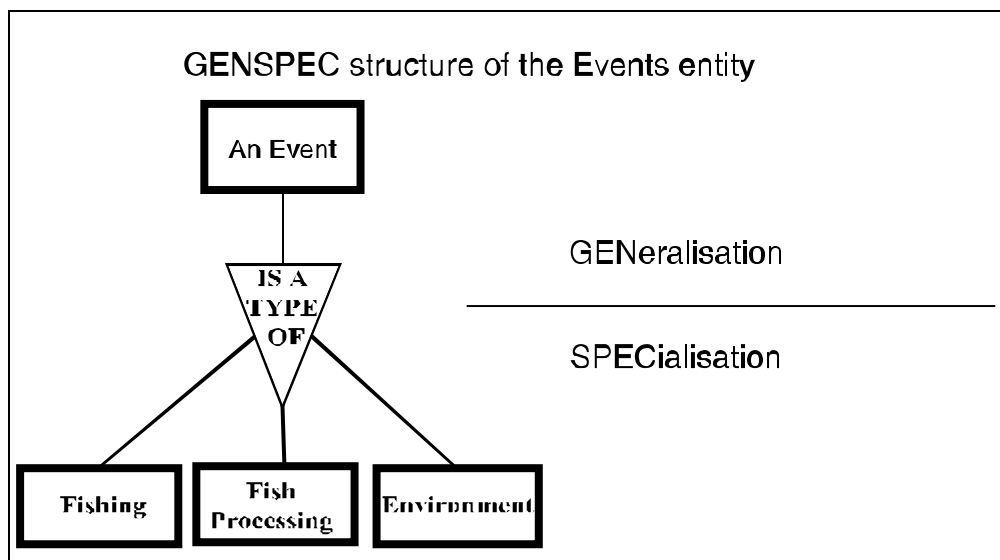 GENSPEC structure of the Events entity
An Event
GENeralisation
IS A
TYPE
OF
SPECialisation
Fishing
Fish
Processing
Environment